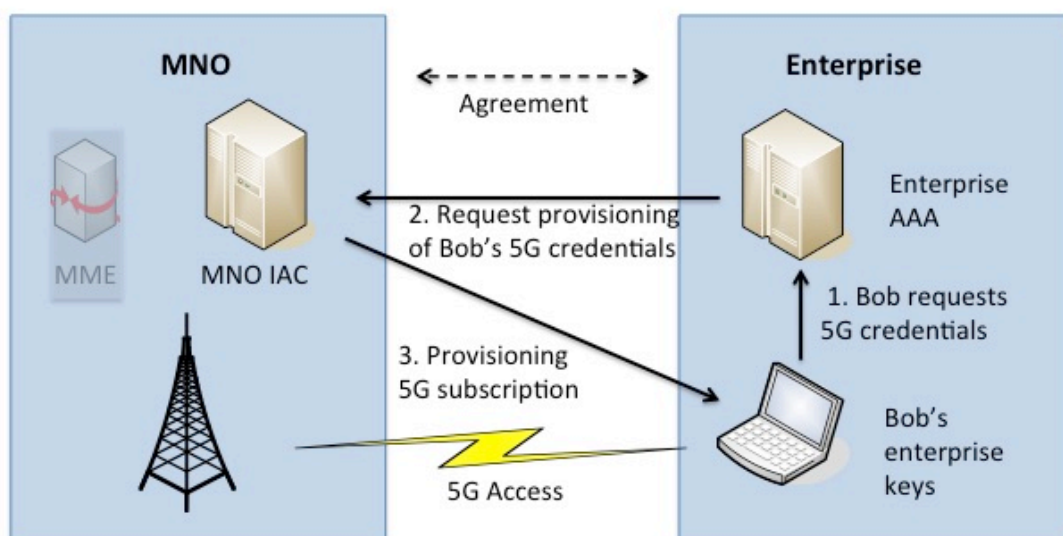 MNO
Enterprise
Agreement
Enterprise
AAA
2. Request provisioning
of Bob's 5G credentials
MME
MNO IAC
1. Bob requests
5G credentials
3. Provisioning
5G subscription
Bob's
enterprise
keys
5G Access